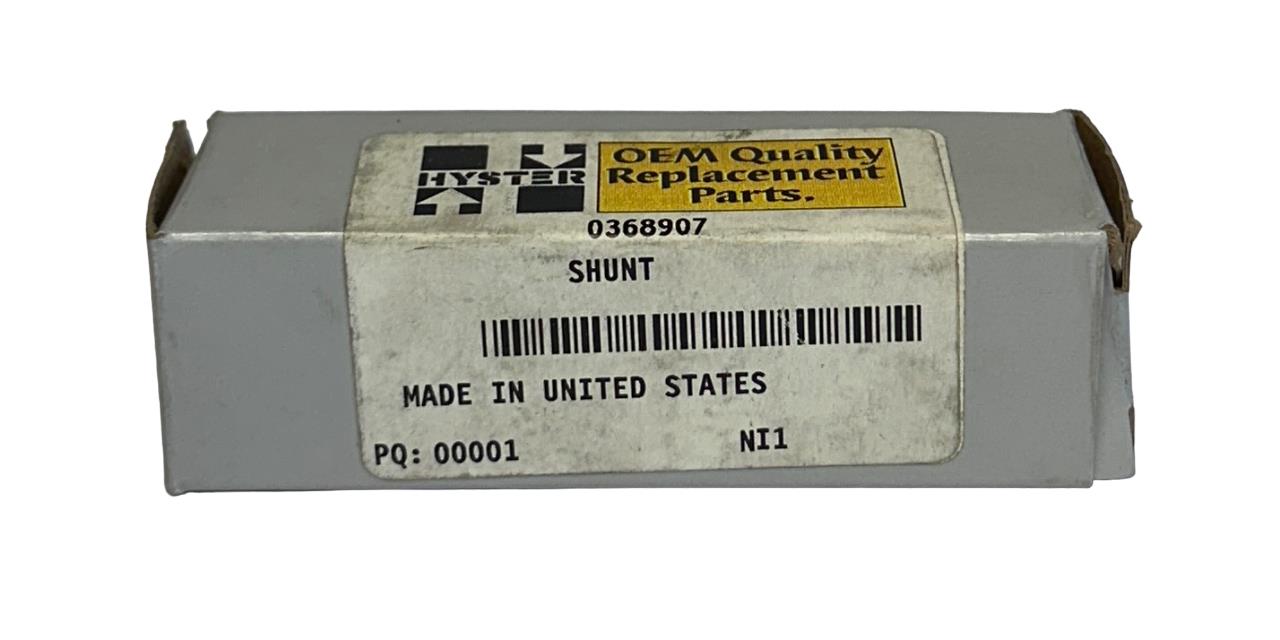 HYSTER
OEM Quality
Replacement
Parts.
0368907
SHUNT
MADE IN UNITED STATES
PQ: 00001 NI1